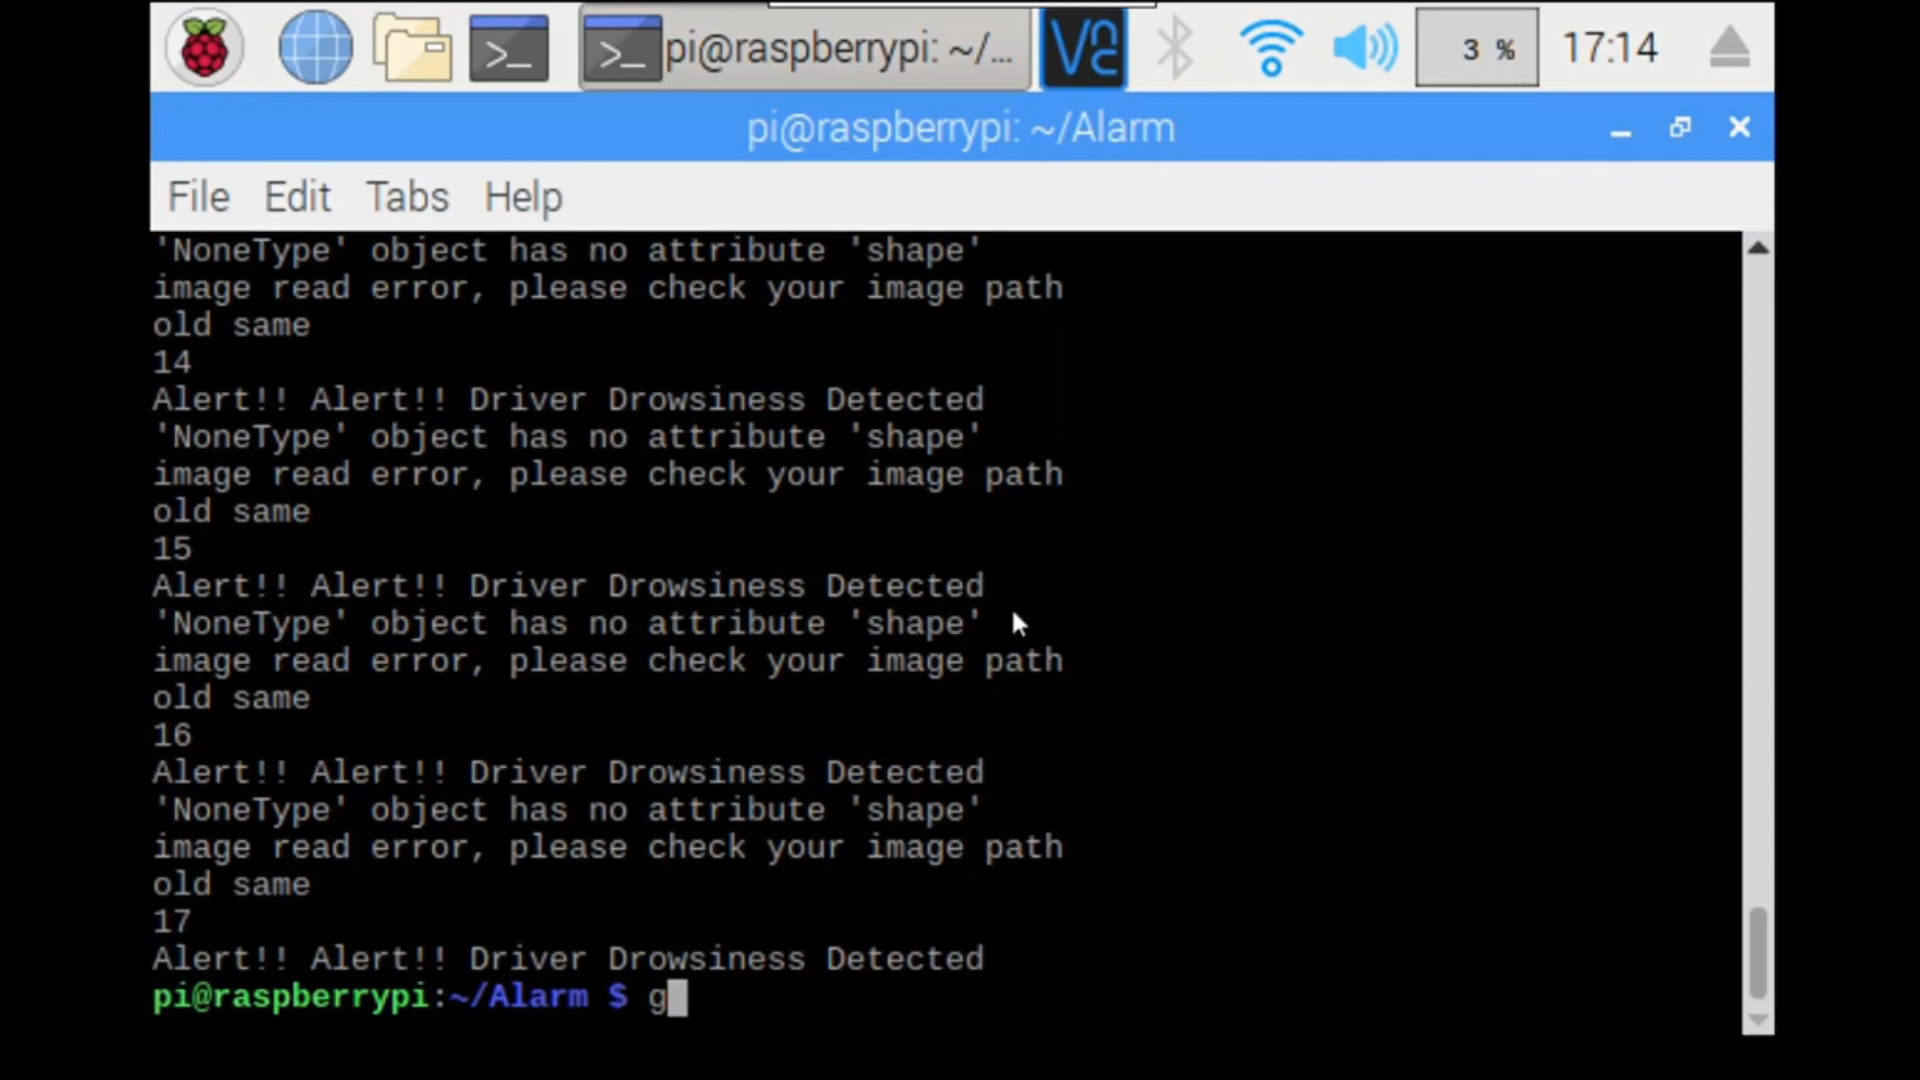 >_
>_ pi@raspberrypi: ~/... VNC 3 % 17:14
pi@raspberrypi: ~/Alarm
File Edit Tabs Help
'NoneType' object has no attribute 'shape'
image read error, please check your image path
old same
14
Alert!! Alert!! Driver Drowsiness Detected
'NoneType' object has no attribute 'shape'
image read error, please check your image path
old same
15
Alert!! Alert!! Driver Drowsiness Detected
'NoneType' object has no attribute 'shape'
image read error, please check your image path
old same
16
Alert!! Alert!! Driver Drowsiness Detected
'NoneType' object has no attribute 'shape'
image read error, please check your image path
old same
17
Alert!! Alert!! Driver Drowsiness Detected
pi@raspberrypi:~/Alarm $ g